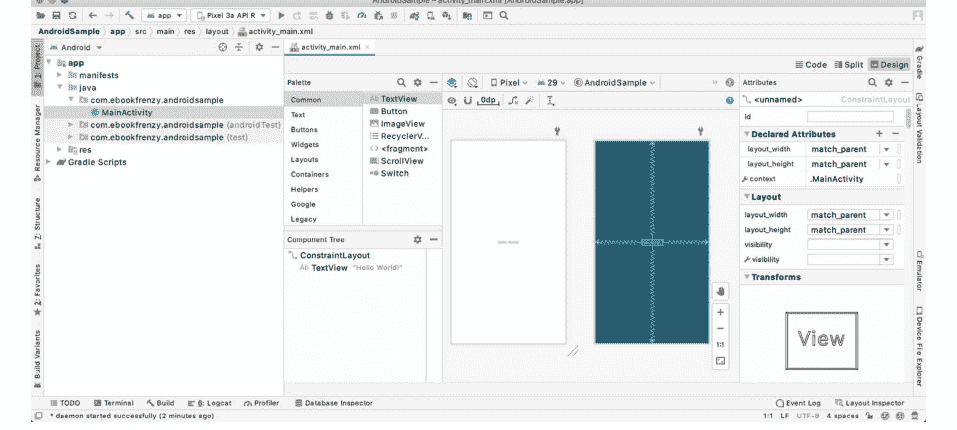 AndroidSample – activity_main.xml [AndroidSample.app]
app
Pixel 3a API R
AndroidSample app src main res layout activity_main.xml
Android
activity_main.xml
Code Split Design
1: Project
Resource Manager
Z: Structure
2: Favorites
Build Variants
app
manifests
java
com.ebookfrenzy.androidsample
MainActivity
com.ebookfrenzy.androidsample (androidTest)
com.ebookfrenzy.androidsample (test)
res
Gradle Scripts
Palette
Common
Text
Buttons
Widgets
Layouts
Containers
Helpers
Google
Legacy
Ab TextView
Button
ImageView
RecyclerV...
<> <fragment>
ScrollView
Switch
Component Tree
ConstraintLayout
Ab TextView "Hello World!"
Pixel 29 AndroidSample
0dp
1:1
Attributes
<unnamed> ConstraintLayout
id
Declared Attributes
layout_width match_parent
layout_height match_parent
context .MainActivity
Layout
layout_width match_parent
layout_height match_parent
visibility
visibility
Transforms
View
Gradle
Layout Validation
Emulator
Device File Explorer
TODO Terminal Build 6: Logcat Profiler Database Inspector Event Log Layout Inspector
* daemon started successfully (2 minutes ago) 1:1 LF UTF-8 4 spaces